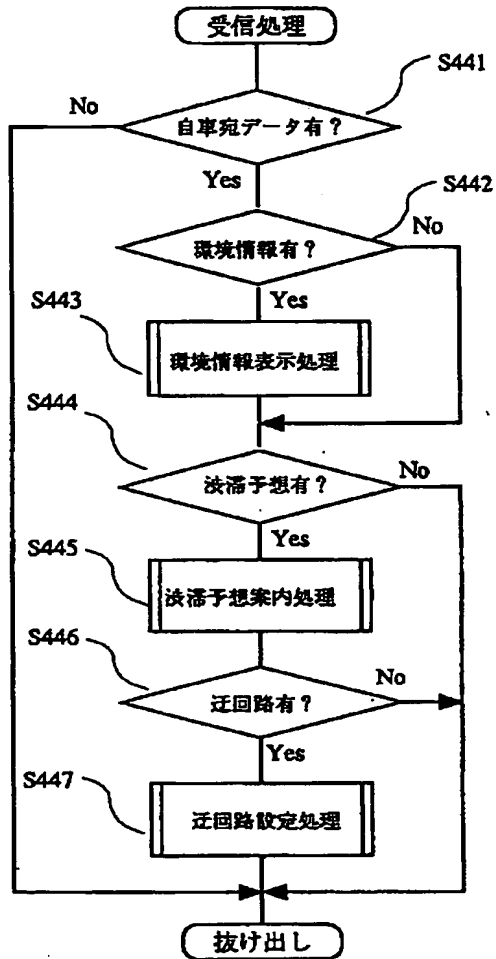 受信処理
S441
No
自車宛データ有？
Yes
S442
No
環境情報有？
Yes
S443
環境情報表示処理
S444
No
渋滞予想有？
Yes
S445
渋滞予想案内処理
S446
No
迂回路有？
Yes
S447
迂回路設定処理
抜け出し